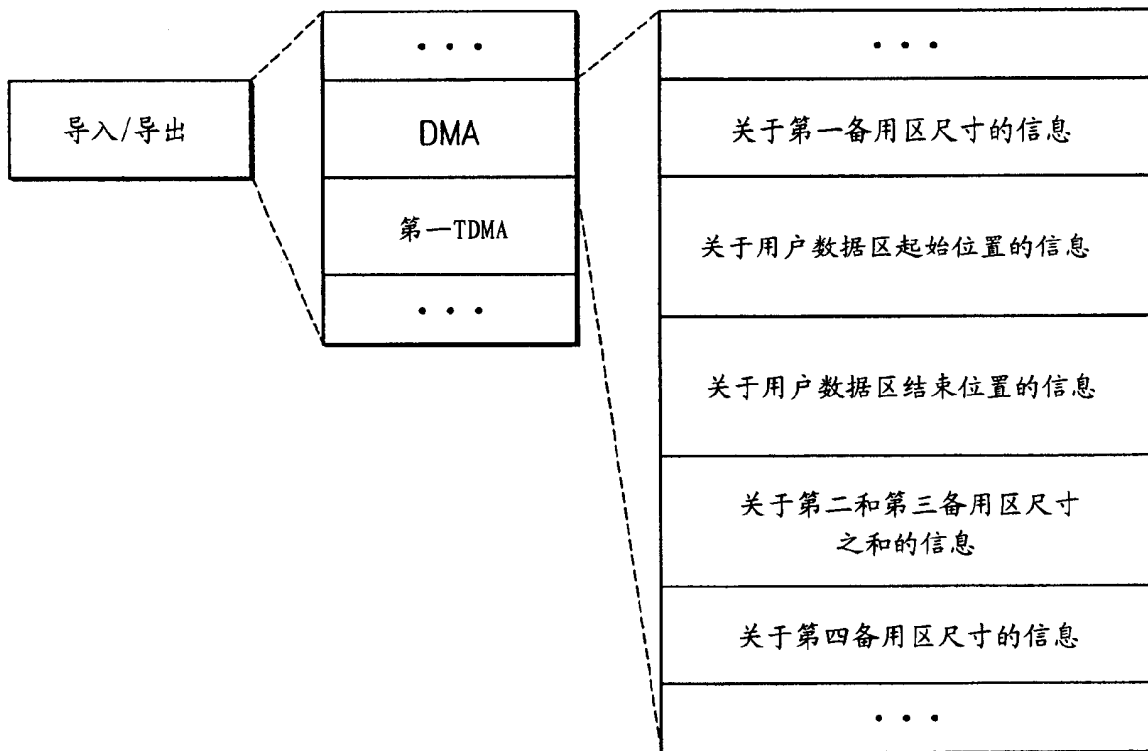 导入/导出
• • •
DMA
第一TDMA
• • •
• • •
关于第一备用区尺寸的信息
关于用户数据区起始位置的信息
关于用户数据区结束位置的信息
关于第二和第三备用区尺寸
之和的信息
关于第四备用区尺寸的信息
• • •